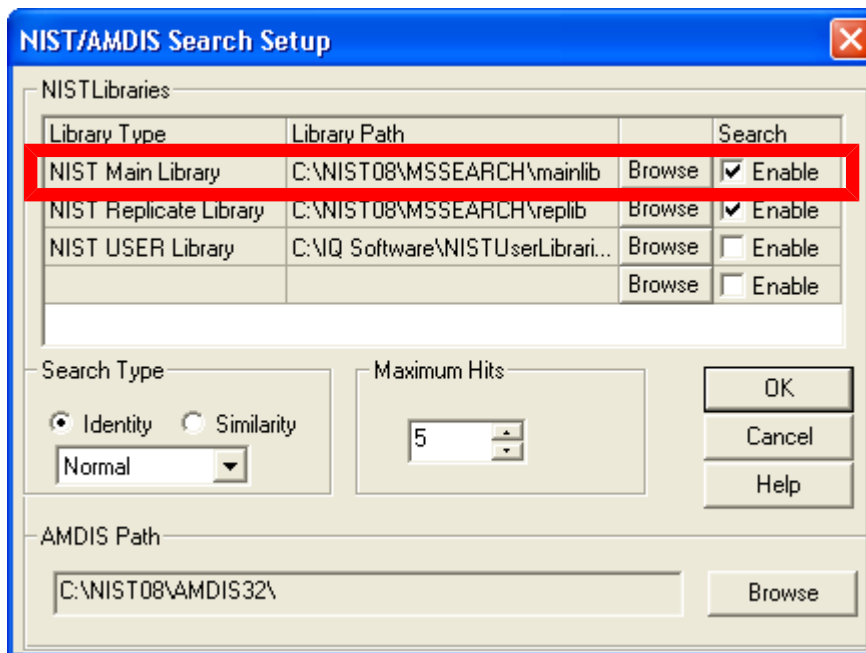 NIST/AMDIS Search Setup
NISTLibraries
Library Type Library Path Search
NIST Main Library C:\NIST08\MSSEARCH\mainlib Browse Enable
NIST Replicate Library C:\NIST08\MSSEARCH\replib Browse Enable
NIST USER Library C:\IQ Software\NISTUserLibrari... Browse Enable
Browse Enable
Search Type Maximum Hits
OK
Identity Similarity
5 Cancel
Normal
Help
AMDIS Path
C:\NIST08\AMDIS32\ Browse